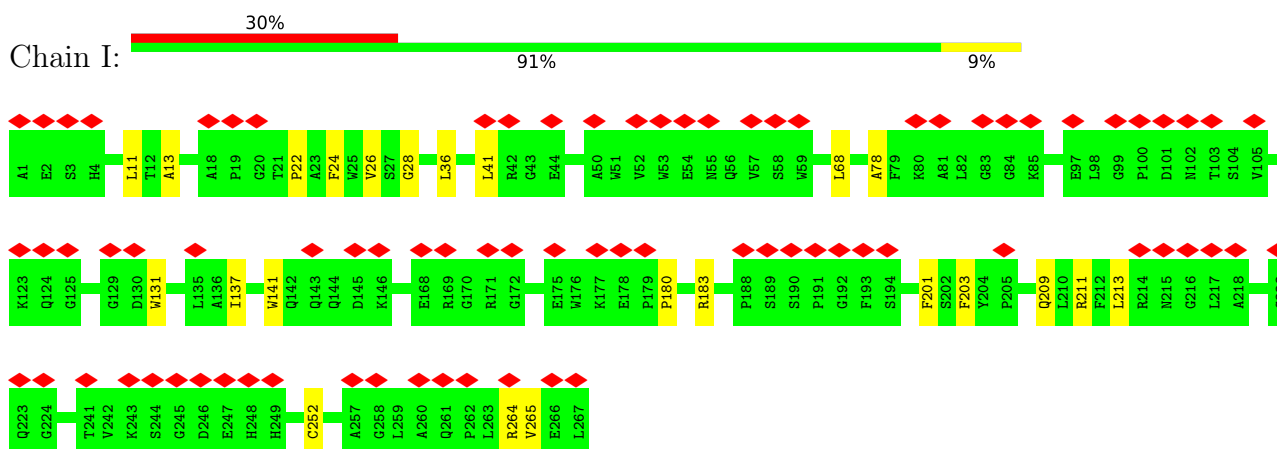 30%
Chain I:
91% 9%
A1 E2 S3 H4 L11 T12 A13 A18 P19 G20 T21 P22 A23 F24 W25 V26 S27 G28 L36 L41 R42 G43 E44 A50 W51 V52 W53 E54 N55 Q56 V57 S58 W59 L68 A78 F79 K80 A81 L82 G83 G84 K85 E97 L98 G99 P100 D101 N102 T103 S104 V105
K123 Q124 G125 G129 D130 W131 L135 A136 I137 W141 Q142 Q143 Q144 D145 K146 E168 R169 G170 R171 G172 E175 W176 K177 E178 P179 P180 R183 P188 S189 S190 P191 G192 F193 S194 F201 S202 F203 Y204 P205 Q209 L210 R211 F212 L213 R214 N215 G216 L217 A218
Q223 G224 T241 V242 K243 S244 G245 D246 E247 H248 H249 C252 A257 G258 L259 A260 Q261 P262 L263 R264 V265 E266 L267